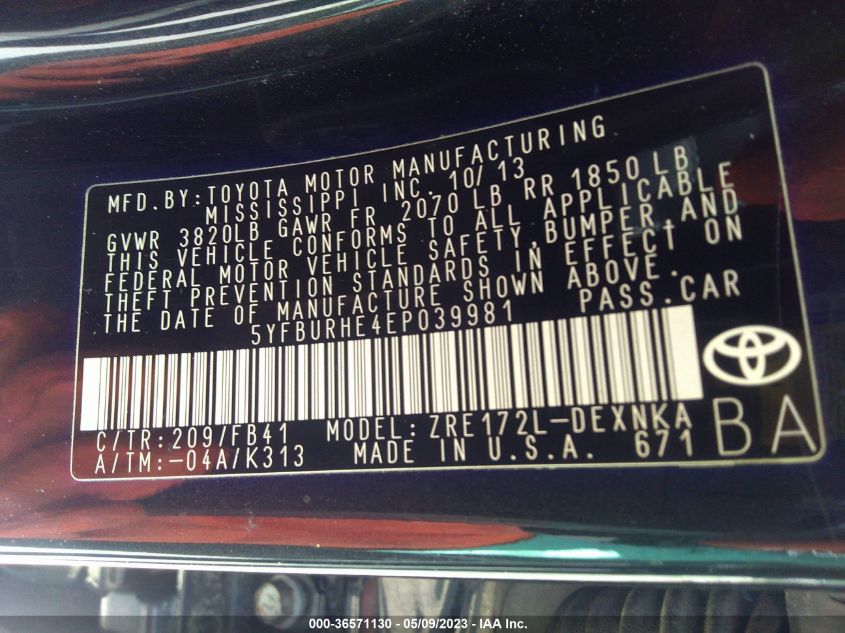 MFD.BY:TOYOTA MOTOR MANUFACTURING
MISSISSIPPI INC. 10/13
GVWR 3820LB GAWR FR 2070 LB RR 1850 LB
THIS VEHICLE CONFORMS TO ALL APPLICABLE
FEDERAL MOTOR VEHICLE SAFETY,BUMPER,AND
THEFT PREVENTION STANDARDS IN EFFECT ON
THE DATE OF MANUFACTURE SHOWN ABOVE.
5YFBURHE4EP039981 PASS.CAR
C/TR:209/FB41 MODEL:ZRE172L-DEXNKA
A/TM:-04A/K313 MADE IN U.S.A. 671
BA
000-36571130 - 05/09/2023 - IAA Inc.